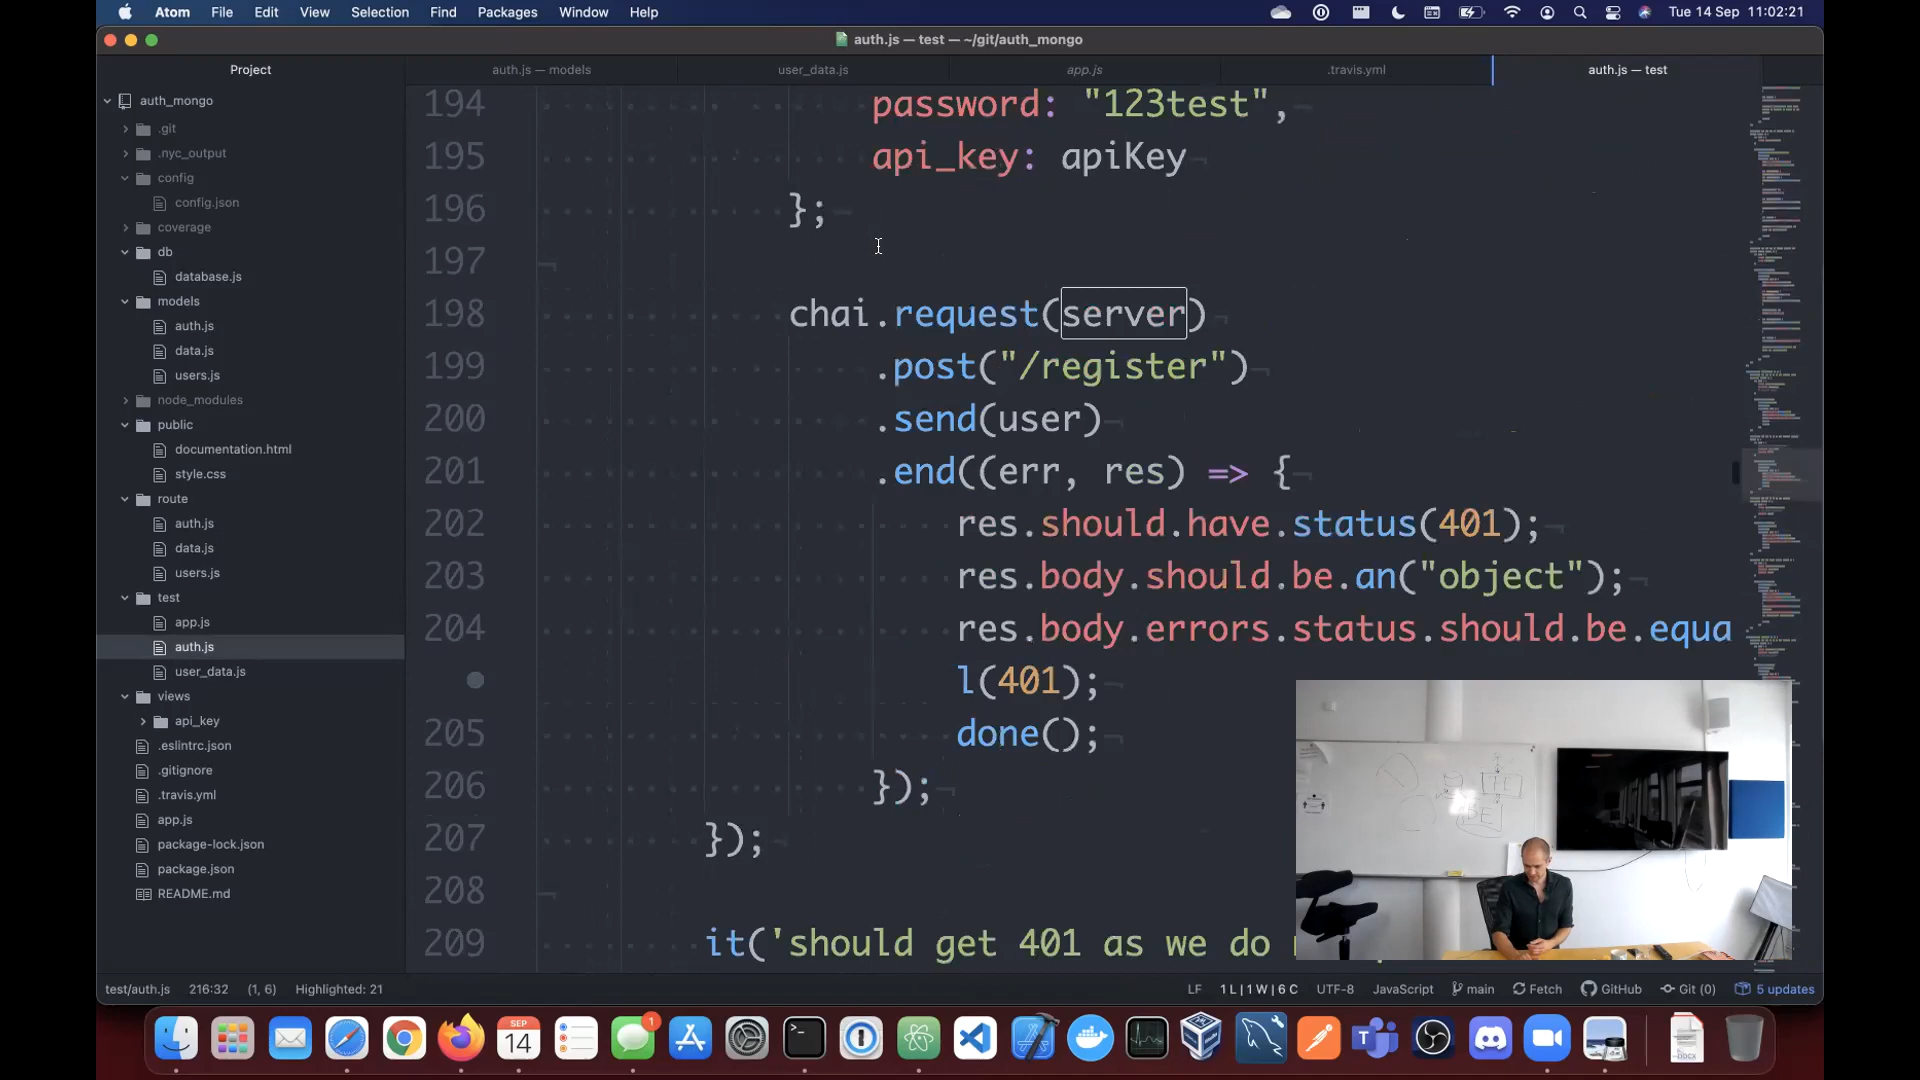 Atom File Edit View Selection Find Packages Window Help
Tue 14 Sep 11:02:21
auth.js — test — ~/git/auth_mongo
Project
auth.js — models
user_data.js
app.js
.travis.yml
auth.js — test
auth_mongo
.git
.nyc_output
config
config.json
coverage
db
database.js
models
auth.js
data.js
users.js
node_modules
public
documentation.html
style.css
route
auth.js
data.js
users.js
test
app.js
auth.js
user_data.js
views
api_key
.eslintrc.json
.gitignore
.travis.yml
app.js
package-lock.json
package.json
README.md
194 password: "123test",
195 api_key: apiKey
196 };
197
198 chai.request(server)
199 .post("/register")
200 .send(user)
201 .end((err, res) => {
202 res.should.have.status(401);
203 res.body.should.be.an("object");
204 res.body.errors.status.should.be.equa
l(401);
205 done();
206 });
207 });
208
209 it('should get 401 as we do
test/auth.js 216:32 (1, 6) Highlighted: 21
LF 1 L | 1 W | 6 C UTF-8 JavaScript main Fetch GitHub Git (0) 5 updates
SEP
14
1
DOCX